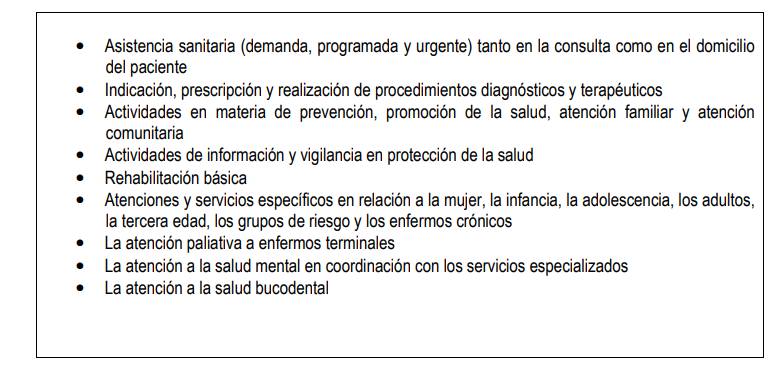 • Asistencia sanitaria (demanda, programada y urgente) tanto en la consulta como en el domicilio
del paciente
• Indicación, prescripción y realización de procedimientos diagnósticos y terapéuticos
• Actividades en materia de prevención, promoción de la salud, atención familiar y atención
comunitaria
• Actividades de información y vigilancia en protección de la salud
• Rehabilitación básica
• Atenciones y servicios específicos en relación a la mujer, la infancia, la adolescencia, los adultos,
la tercera edad, los grupos de riesgo y los enfermos crónicos
• La atención paliativa a enfermos terminales
• La atención a la salud mental en coordinación con los servicios especializados
• La atención a la salud bucodental